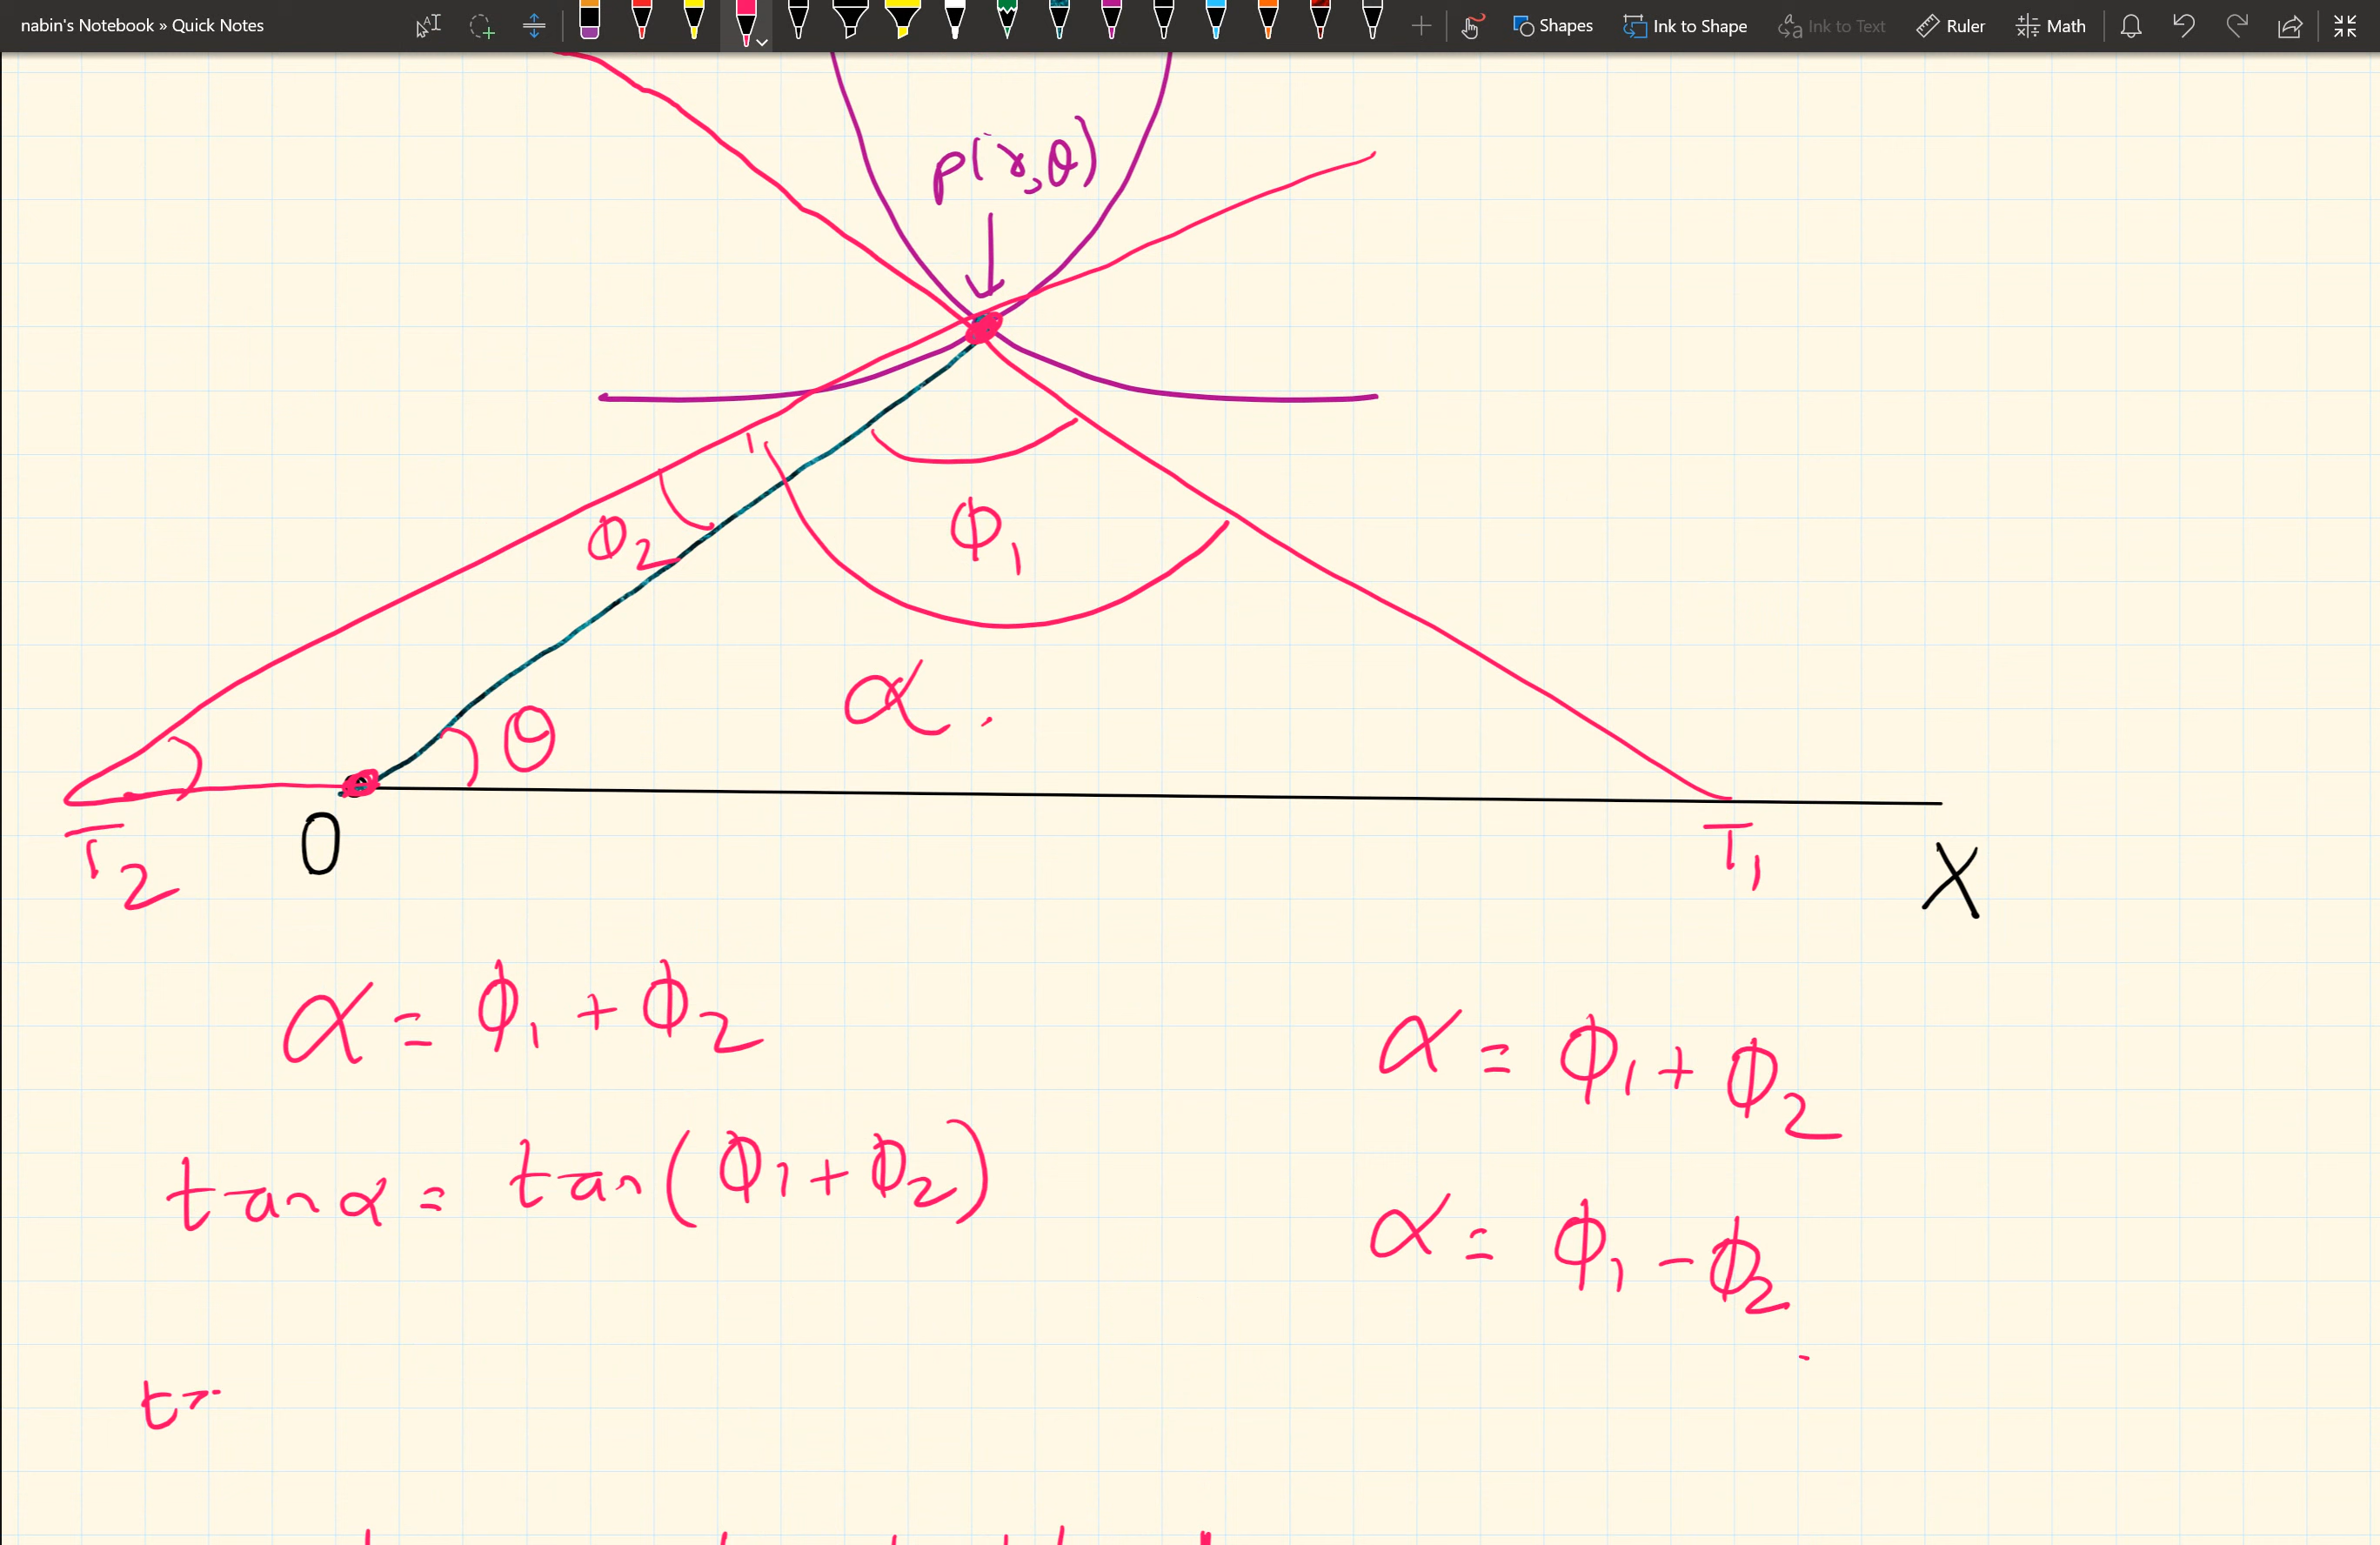 nabin's Notebook » Quick Notes
Shapes
Ink to Shape
Ink to Text
Ruler
Math
P(r,θ)
ϕ₂
ϕ₁
α.
θ
T₂
O
T₁
X
α = ϕ₁ + ϕ₂
α = ϕ₁ + ϕ₂
tan α = tan(ϕ₁ + ϕ₂)
α = ϕ₁ - ϕ₂